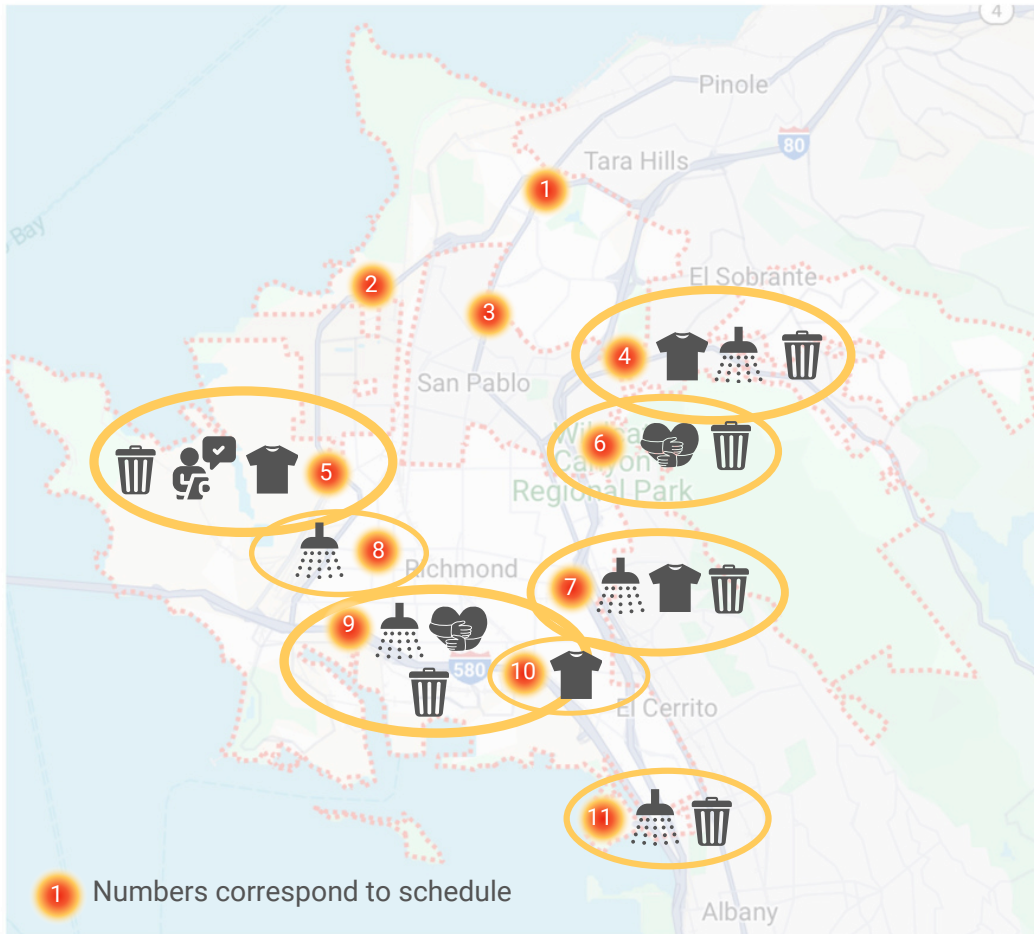 4
Pinole
80
Tara Hills
1
Bay
El Sobrante
2
3
4
San Pablo
6
Canyon
Regional Park
5
8
Richmond
7
9
580
10
El Cerrito
11
1 Numbers correspond to schedule
Albany